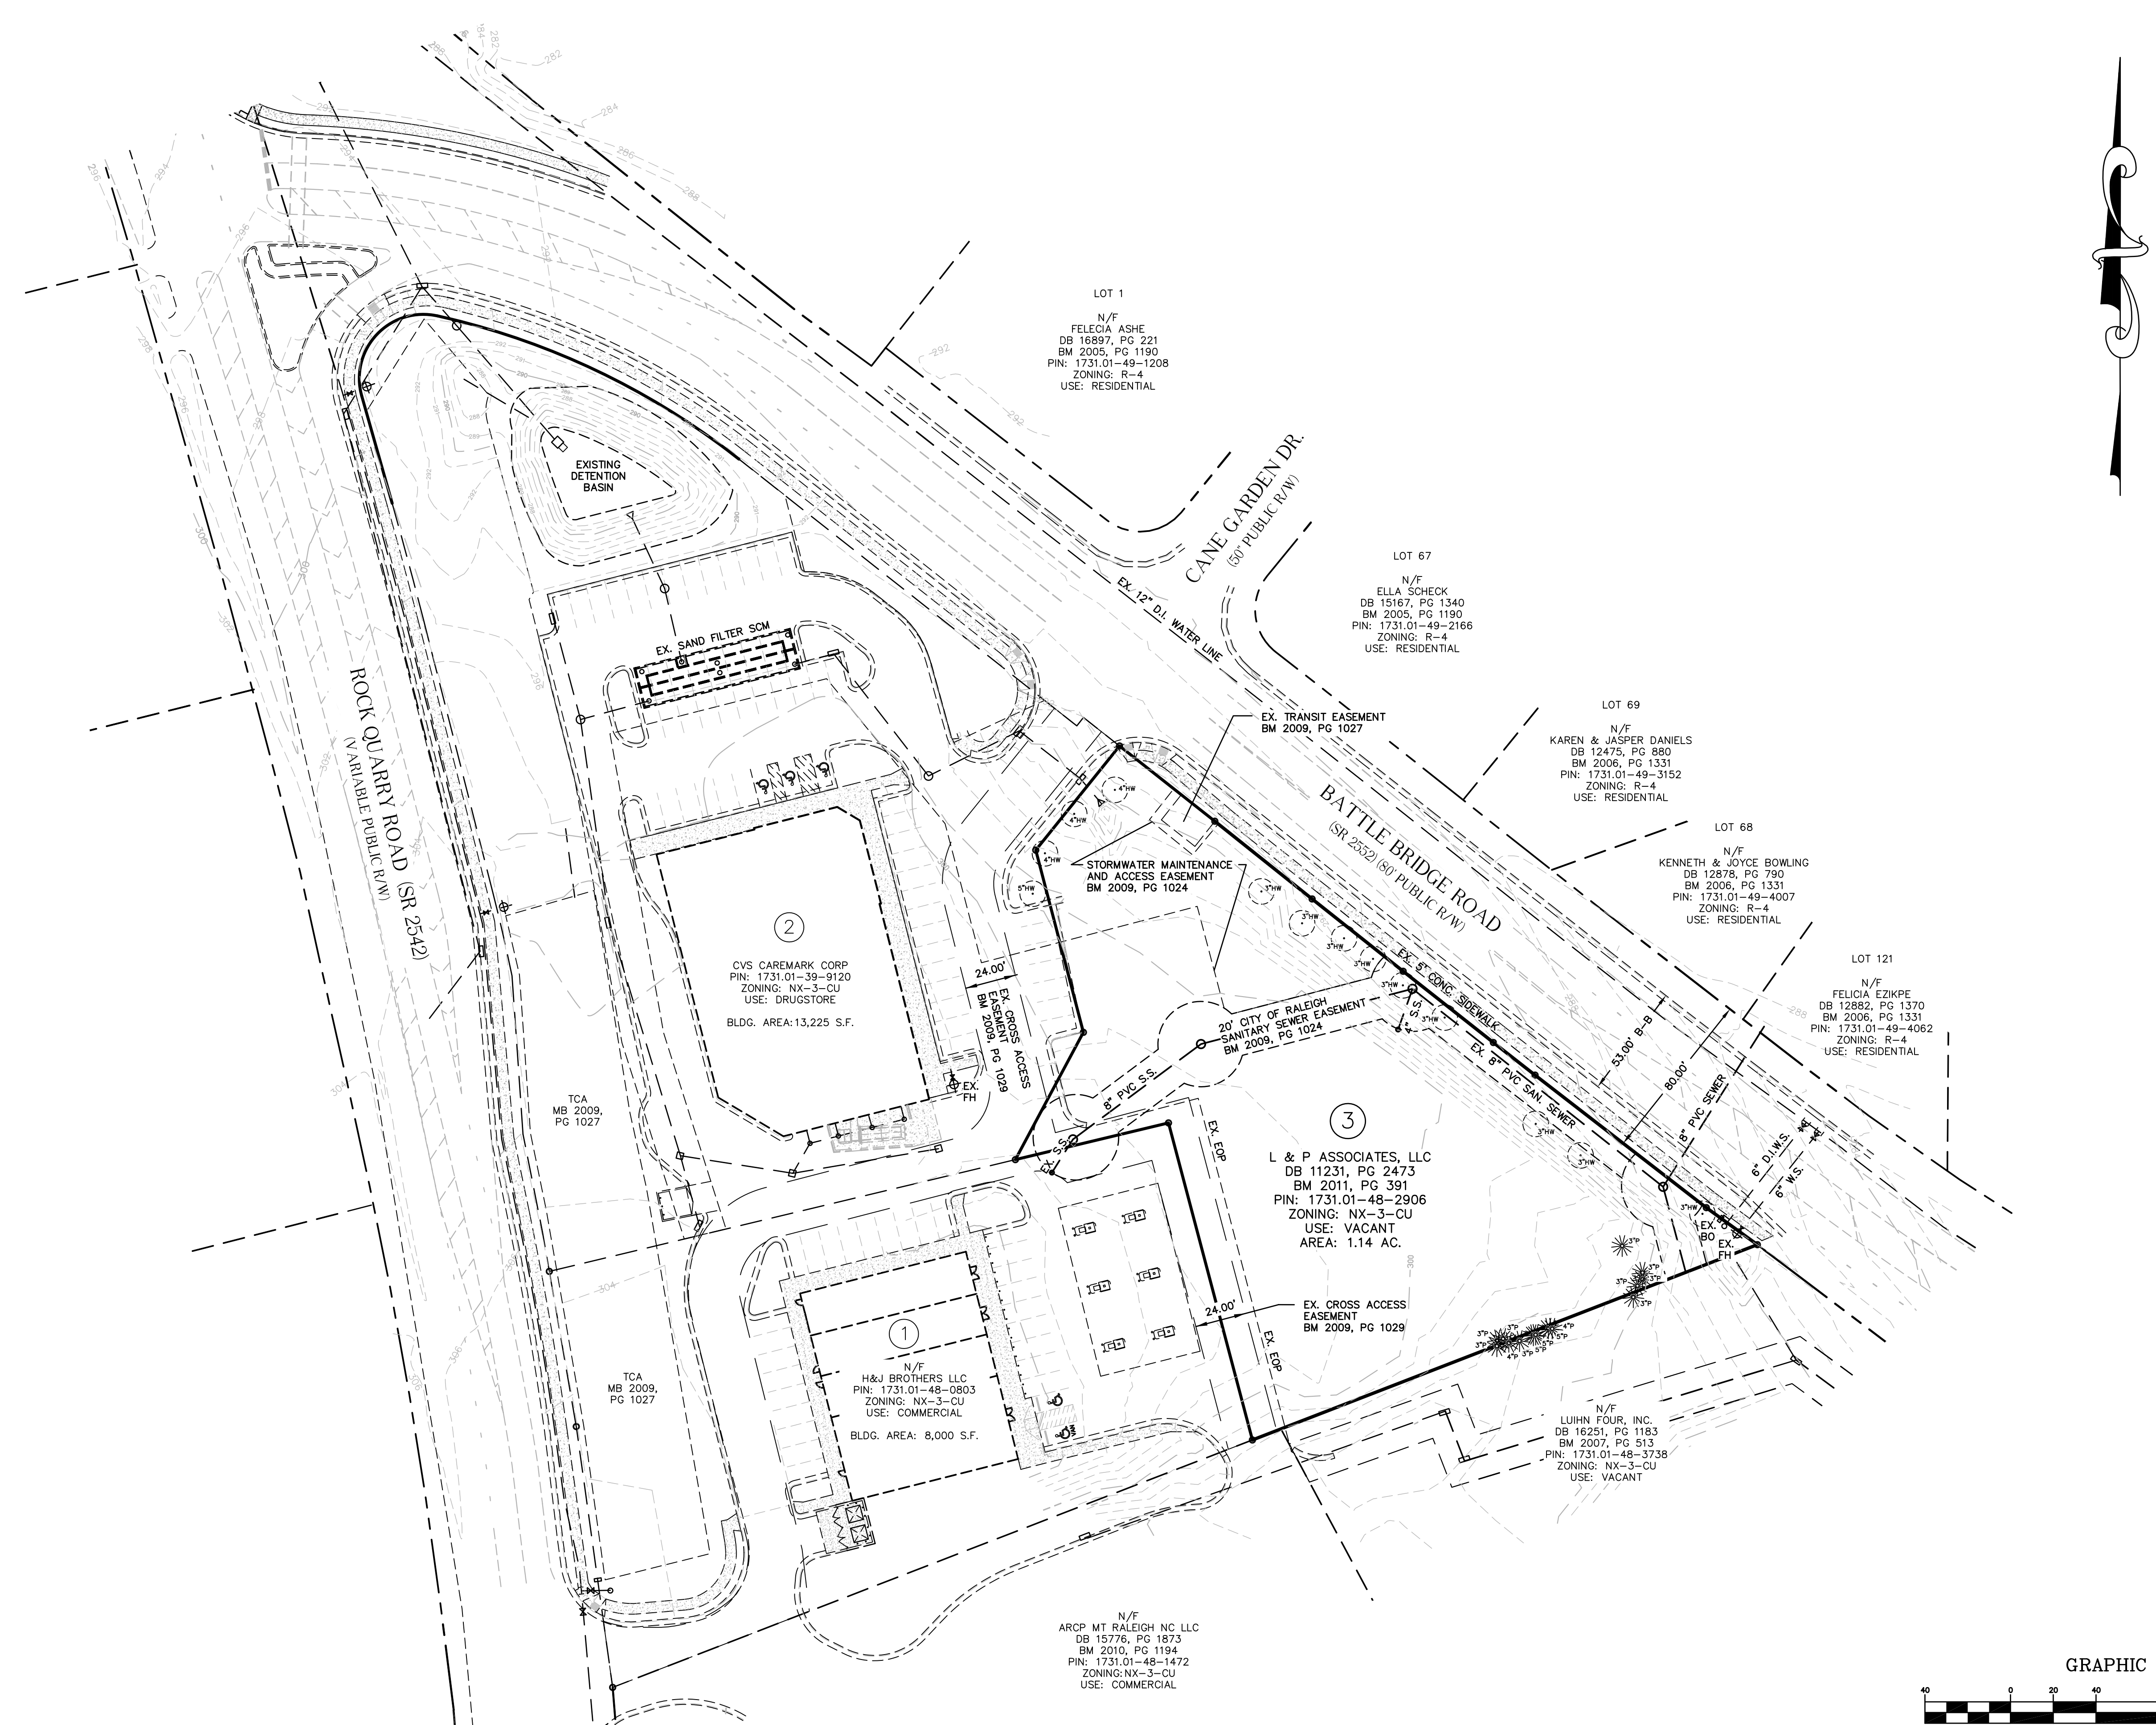 LOT 1
N/F
FELECIA ASHE
DB 16897, PG 221
BM 2005, PG 1190
PIN: 1731.01-49-1208
ZONING: R-4
USE: RESIDENTIAL
CANE GARDEN DR.
(50' PUBLIC R/W)
LOT 67
N/F
ELLA SCHECK
DB 15167, PG 1340
BM 2005, PG 1190
PIN: 1731.01-49-2166
ZONING: R-4
USE: RESIDENTIAL
LOT 69
N/F
KAREN & JASPER DANIELS
DB 12475, PG 880
BM 2006, PG 1331
PIN: 1731.01-49-3152
ZONING: R-4
USE: RESIDENTIAL
LOT 68
N/F
KENNETH & JOYCE BOWLING
DB 12878, PG 790
BM 2006, PG 1331
PIN: 1731.01-49-4007
ZONING: R-4
USE: RESIDENTIAL
LOT 121
N/F
FELICIA EZIKPE
DB 12882, PG 1370
BM 2006, PG 1331
PIN: 1731.01-49-4062
ZONING: R-4
USE: RESIDENTIAL
EXISTING
DETENTION
BASIN
EX. SAND FILTER SCM
EX. 12" D.I. WATER LINE
EX. TRANSIT EASEMENT
BM 2009, PG 1027
BATTLE BRIDGE ROAD
(SR 2552) (80' PUBLIC R/W)
ROCK QUARRY ROAD (SR 2542)
(VARIABLE PUBLIC R/W)
STORMWATER MAINTENANCE
AND ACCESS EASEMENT
BM 2009, PG 1024
2
CVS CAREMARK CORP
PIN: 1731.01-39-9120
ZONING: NX-3-CU
USE: DRUGSTORE
BLDG. AREA:13,225 S.F.
24.00'
EX. CROSS ACCESS
EASEMENT
BM 2009, PG 1029
EX.
FH
20' CITY OF RALEIGH
SANITARY SEWER EASEMENT
BM 2009, PG 1024
4" S.S.
8" PVC S.S.
EX. S.S.
EX. 5' CONC. SIDEWALK
EX. 8" PVC SAN. SEWER
53.00' B-B
80.00'
8" PVC SEWER
6" D.I.W.S.
6" W.S.
TCA
MB 2009,
PG 1027
3
L & P ASSOCIATES, LLC
DB 11231, PG 2473
BM 2011, PG 391
PIN: 1731.01-48-2906
ZONING: NX-3-CU
USE: VACANT
AREA: 1.14 AC.
EX. EOP
EX.
BO
EX.
FH
24.00'
EX. CROSS ACCESS
EASEMENT
BM 2009, PG 1029
EX. EOP
1
N/F
H&J BROTHERS LLC
PIN: 1731.01-48-0803
ZONING: NX-3-CU
USE: COMMERCIAL
BLDG. AREA: 8,000 S.F.
TCA
MB 2009,
PG 1027
N/F
LUIHN FOUR, INC.
DB 16251, PG 1183
BM 2007, PG 513
PIN: 1731.01-48-3738
ZONING: NX-3-CU
USE: VACANT
N/F
ARCP MT RALEIGH NC LLC
DB 15776, PG 1873
BM 2010, PG 1194
PIN: 1731.01-48-1472
ZONING: NX-3-CU
USE: COMMERCIAL
GRAPHIC
40 0 20 40